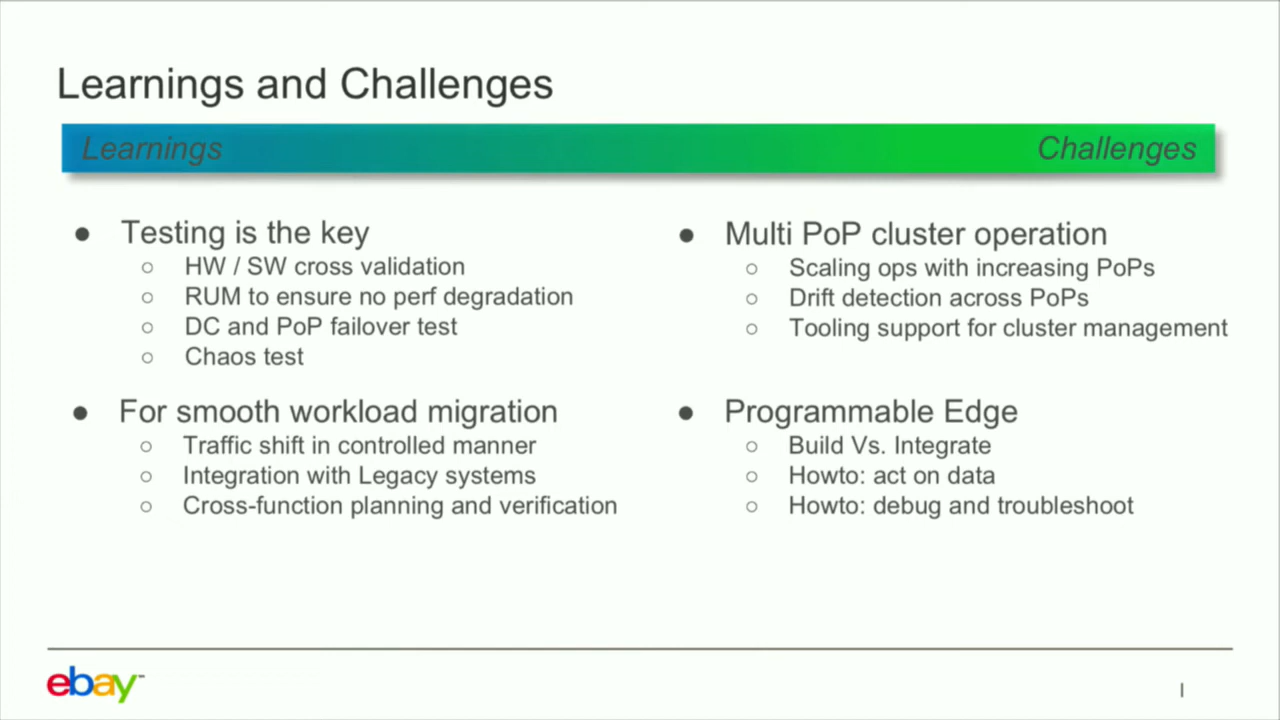 Learnings and Challenges
Learnings
Challenges
● Testing is the key
○ HW / SW cross validation
○ RUM to ensure no perf degradation
○ DC and PoP failover test
○ Chaos test
● For smooth workload migration
○ Traffic shift in controlled manner
○ Integration with Legacy systems
○ Cross-function planning and verification
● Multi PoP cluster operation
○ Scaling ops with increasing PoPs
○ Drift detection across PoPs
○ Tooling support for cluster management
● Programmable Edge
○ Build Vs. Integrate
○ Howto: act on data
○ Howto: debug and troubleshoot
ebay™